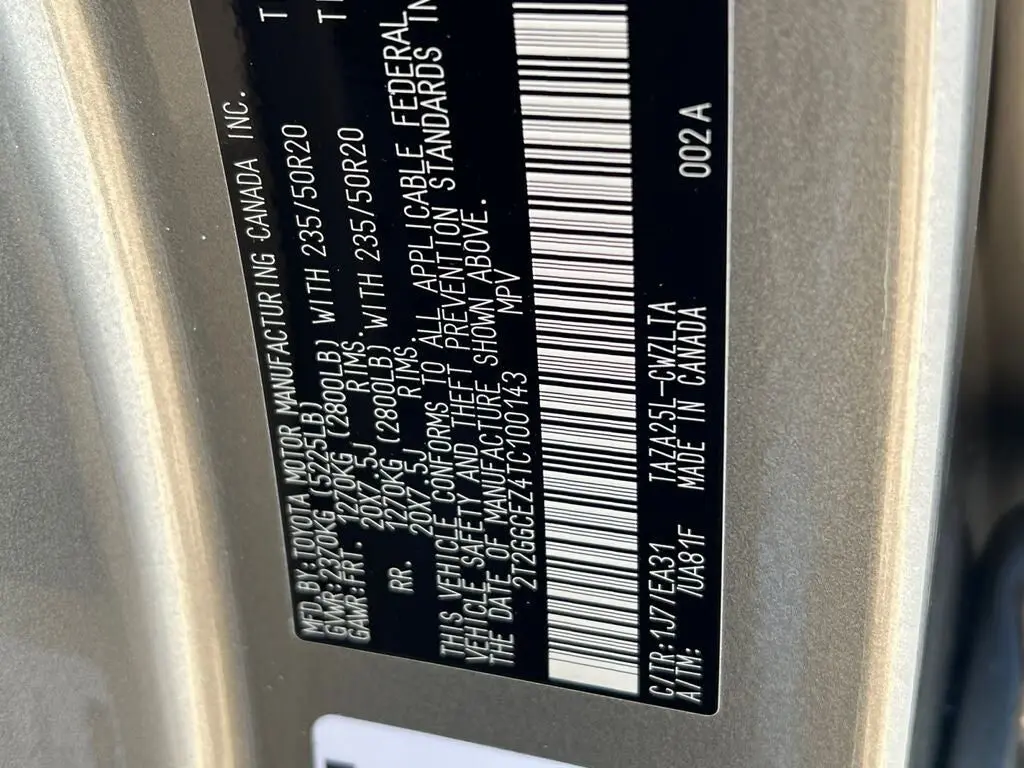 MFD.BY:TOYOTA MOTOR MANUFACTURING CANADA INC.
GVWR:2370KG(5225LB)
GAWR:FRT. 1270KG (2800LB) WITH 235/50R20 T
20X7.5J RIMS.
RR. 1270KG (2800LB) WITH 235/50R20
20X7.5J RIMS.
THIS VEHICLE CONFORMS TO ALL APPLICABLE FEDERAL
VEHICLE SAFETY AND THEFT PREVENTION STANDARDS IN
THE DATE OF MANUFACTURE SHOWN ABOVE.
2T2GGCEZ4TC100143 MPV
C/TR:1J7/EA31 TAZA25L-CWZLTA 002A
A/TM: /UA81F MADE IN CANADA